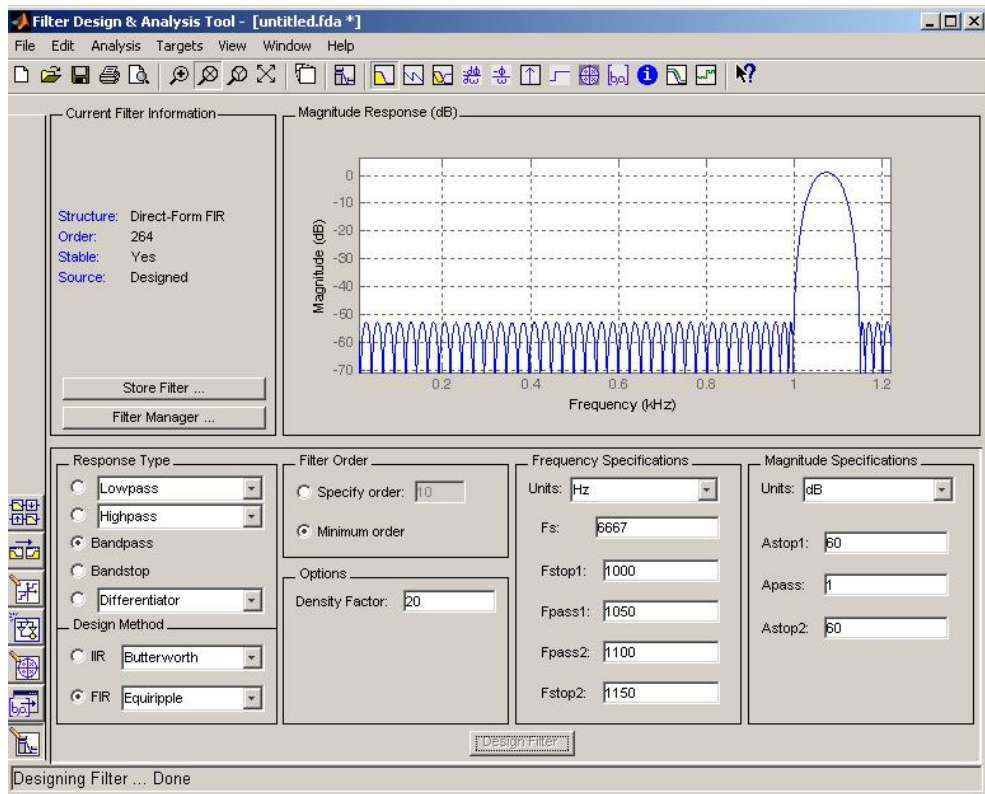 Filter Design & Analysis Tool - [untitled.fda *]
File Edit Analysis Targets View Window Help
Current Filter Information
Structure: Direct-Form FIR
Order: 264
Stable: Yes
Source: Designed
Store Filter ...
Filter Manager ...
Magnitude Response (dB)
Magnitude (dB)
0
-10
-20
-30
-40
-50
-60
-70
0.2 0.4 0.6 0.8 1 1.2
Frequency (kHz)
Response Type
Lowpass
Highpass
Bandpass
Bandstop
Differentiator
Design Method
IIR Butterworth
FIR Equiripple
Filter Order
Specify order: 10
Minimum order
Options
Density Factor: 20
Frequency Specifications
Units: Hz
Fs: 6667
Fstop1: 1000
Fpass1: 1050
Fpass2: 1100
Fstop2: 1150
Magnitude Specifications
Units: dB
Astop1: 60
Apass: 1
Astop2: 60
Design Filter
Designing Filter ... Done